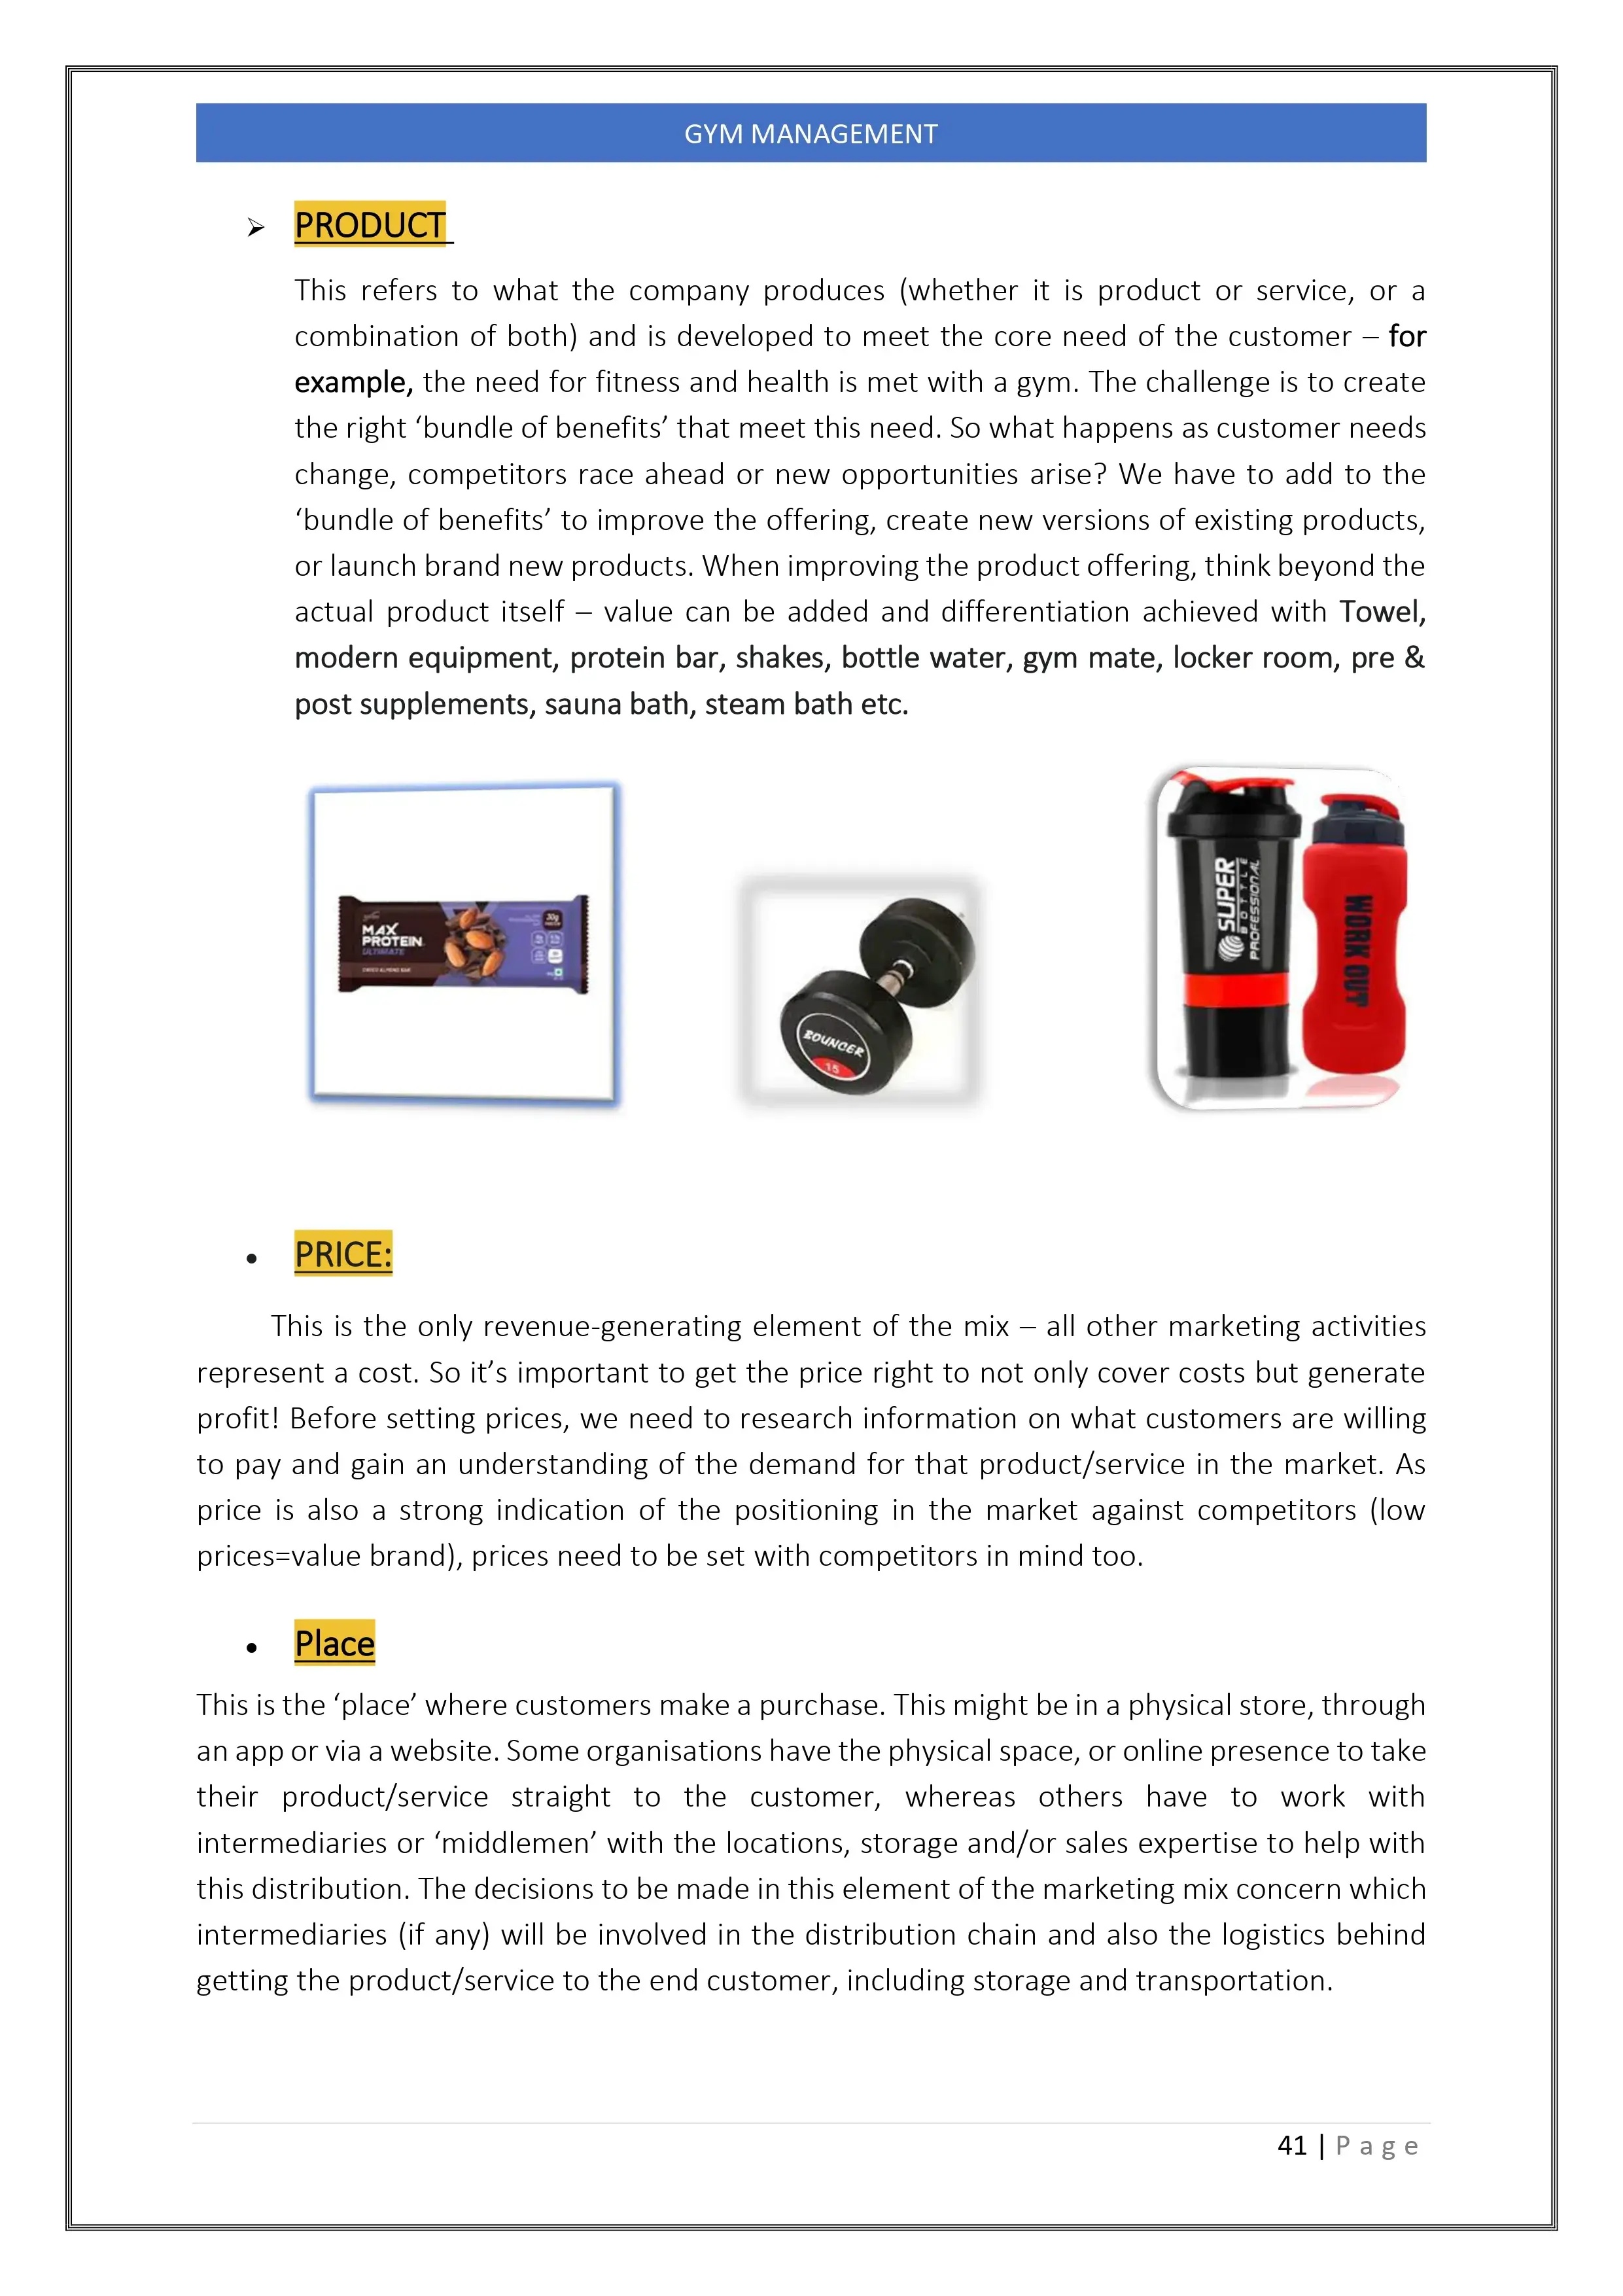 GYM MANAGEMENT
➢ PRODUCT
This refers to what the company produces (whether it is product or service, or a
combination of both) and is developed to meet the core need of the customer – for
example, the need for fitness and health is met with a gym. The challenge is to create
the right ‘bundle of benefits’ that meet this need. So what happens as customer needs
change, competitors race ahead or new opportunities arise? We have to add to the
‘bundle of benefits’ to improve the offering, create new versions of existing products,
or launch brand new products. When improving the product offering, think beyond the
actual product itself – value can be added and differentiation achieved with Towel,
modern equipment, protein bar, shakes, bottle water, gym mate, locker room, pre &
post supplements, sauna bath, steam bath etc.
MAX
PROTEIN
ULTIMATE
CHOCO ALMOND BAR
30g
BOUNCER
15
SUPER
BOTTLE
PROFESSIONAL
WORK OUT
• PRICE:
This is the only revenue-generating element of the mix – all other marketing activities
represent a cost. So it’s important to get the price right to not only cover costs but generate
profit! Before setting prices, we need to research information on what customers are willing
to pay and gain an understanding of the demand for that product/service in the market. As
price is also a strong indication of the positioning in the market against competitors (low
prices=value brand), prices need to be set with competitors in mind too.
• Place
This is the ‘place’ where customers make a purchase. This might be in a physical store, through
an app or via a website. Some organisations have the physical space, or online presence to take
their product/service straight to the customer, whereas others have to work with
intermediaries or ‘middlemen’ with the locations, storage and/or sales expertise to help with
this distribution. The decisions to be made in this element of the marketing mix concern which
intermediaries (if any) will be involved in the distribution chain and also the logistics behind
getting the product/service to the end customer, including storage and transportation.
41 | Page